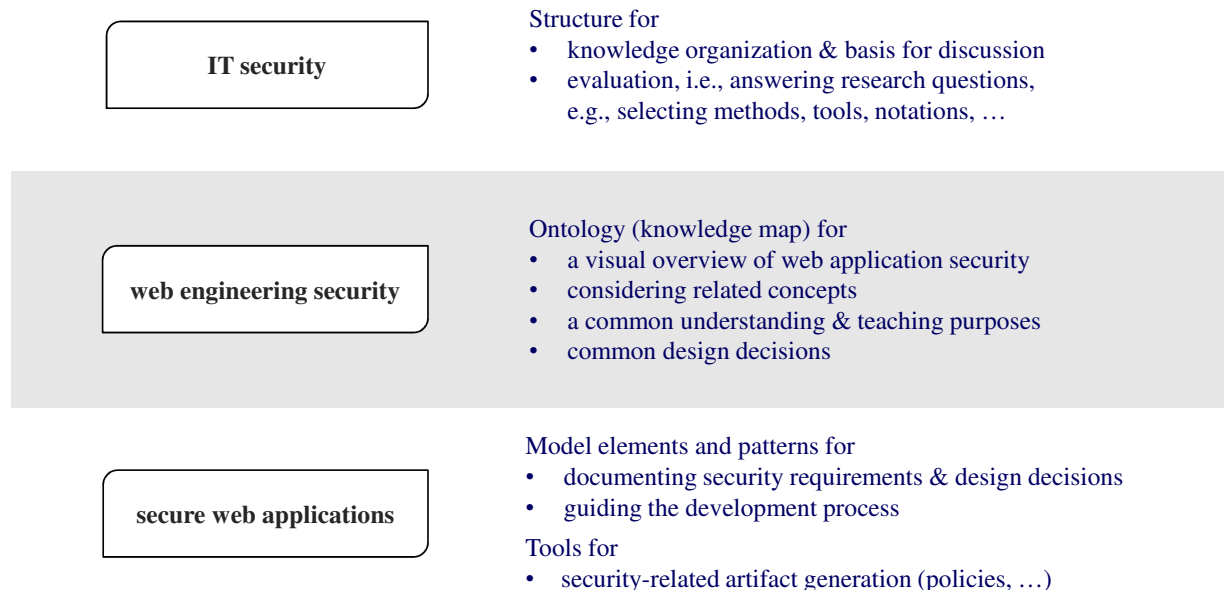 IT security
Structure for
• knowledge organization & basis for discussion
• evaluation, i.e., answering research questions,
e.g., selecting methods, tools, notations, …
web engineering security
Ontology (knowledge map) for
• a visual overview of web application security
• considering related concepts
• a common understanding & teaching purposes
• common design decisions
secure web applications
Model elements and patterns for
• documenting security requirements & design decisions
• guiding the development process
Tools for
• security-related artifact generation (policies, …)